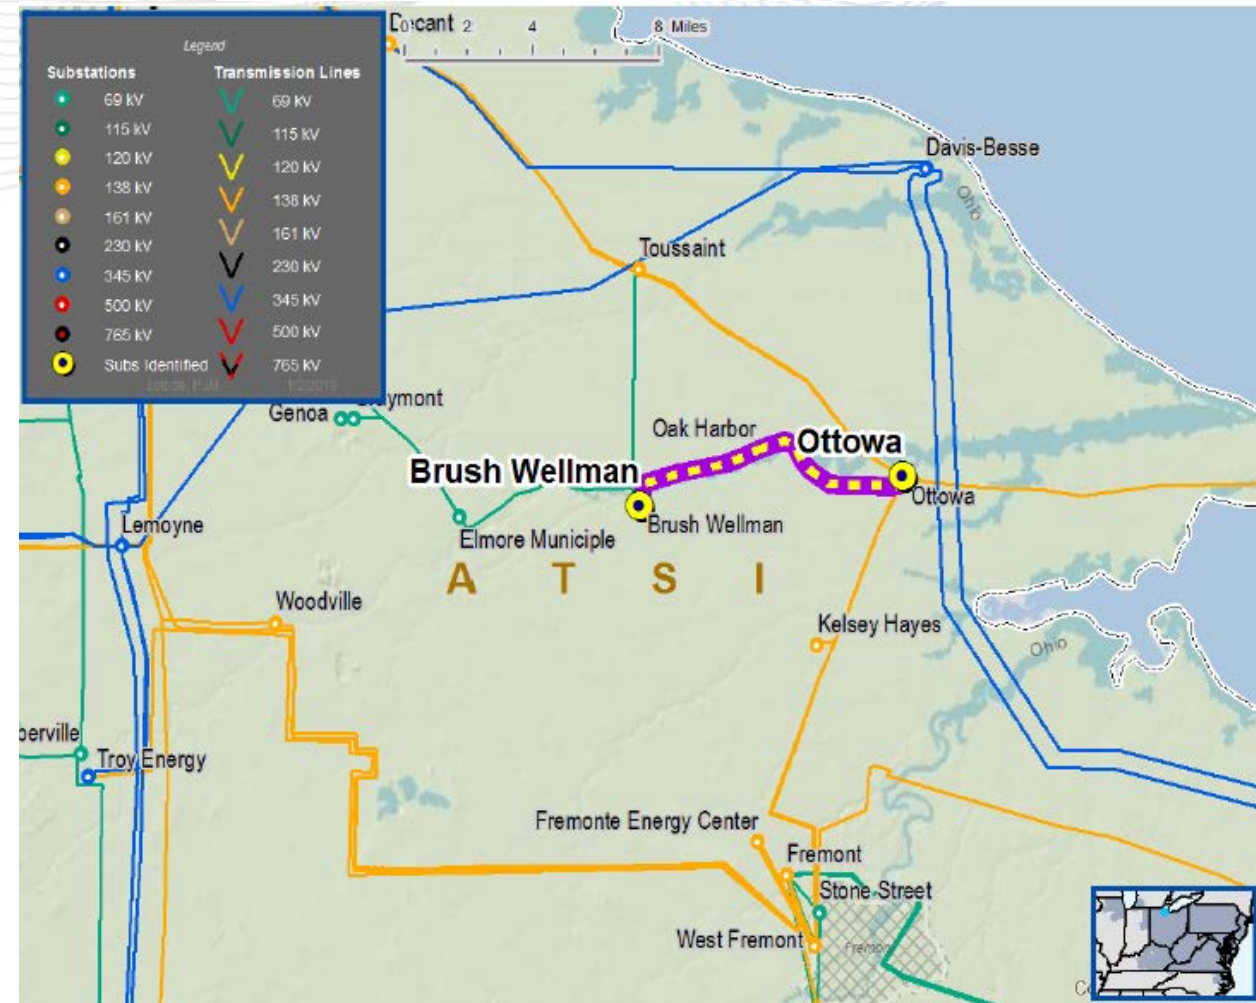 0 2 4 8 Miles
Legend
Substations
69 kV
115 kV
120 kV
138 kV
161 kV
230 kV
345 kV
500 kV
765 kV
Subs Identified
Transmission Lines
69 kV
115 kV
120 kV
138 kV
161 kV
230 kV
345 kV
500 kV
765 kV
Davis-Besse
Ohio
Toussaint
Genoa
Oak Harbor
Ottowa
Brush Wellman
Ottowa
Brush Wellman
Elmore Municiple
Lemoyne
A T S I
Woodville
Kelsey Hayes
Ohio
berville
Troy Energy
Fremonte Energy Center
Fremont
Stone Street
West Fremont
Fremont